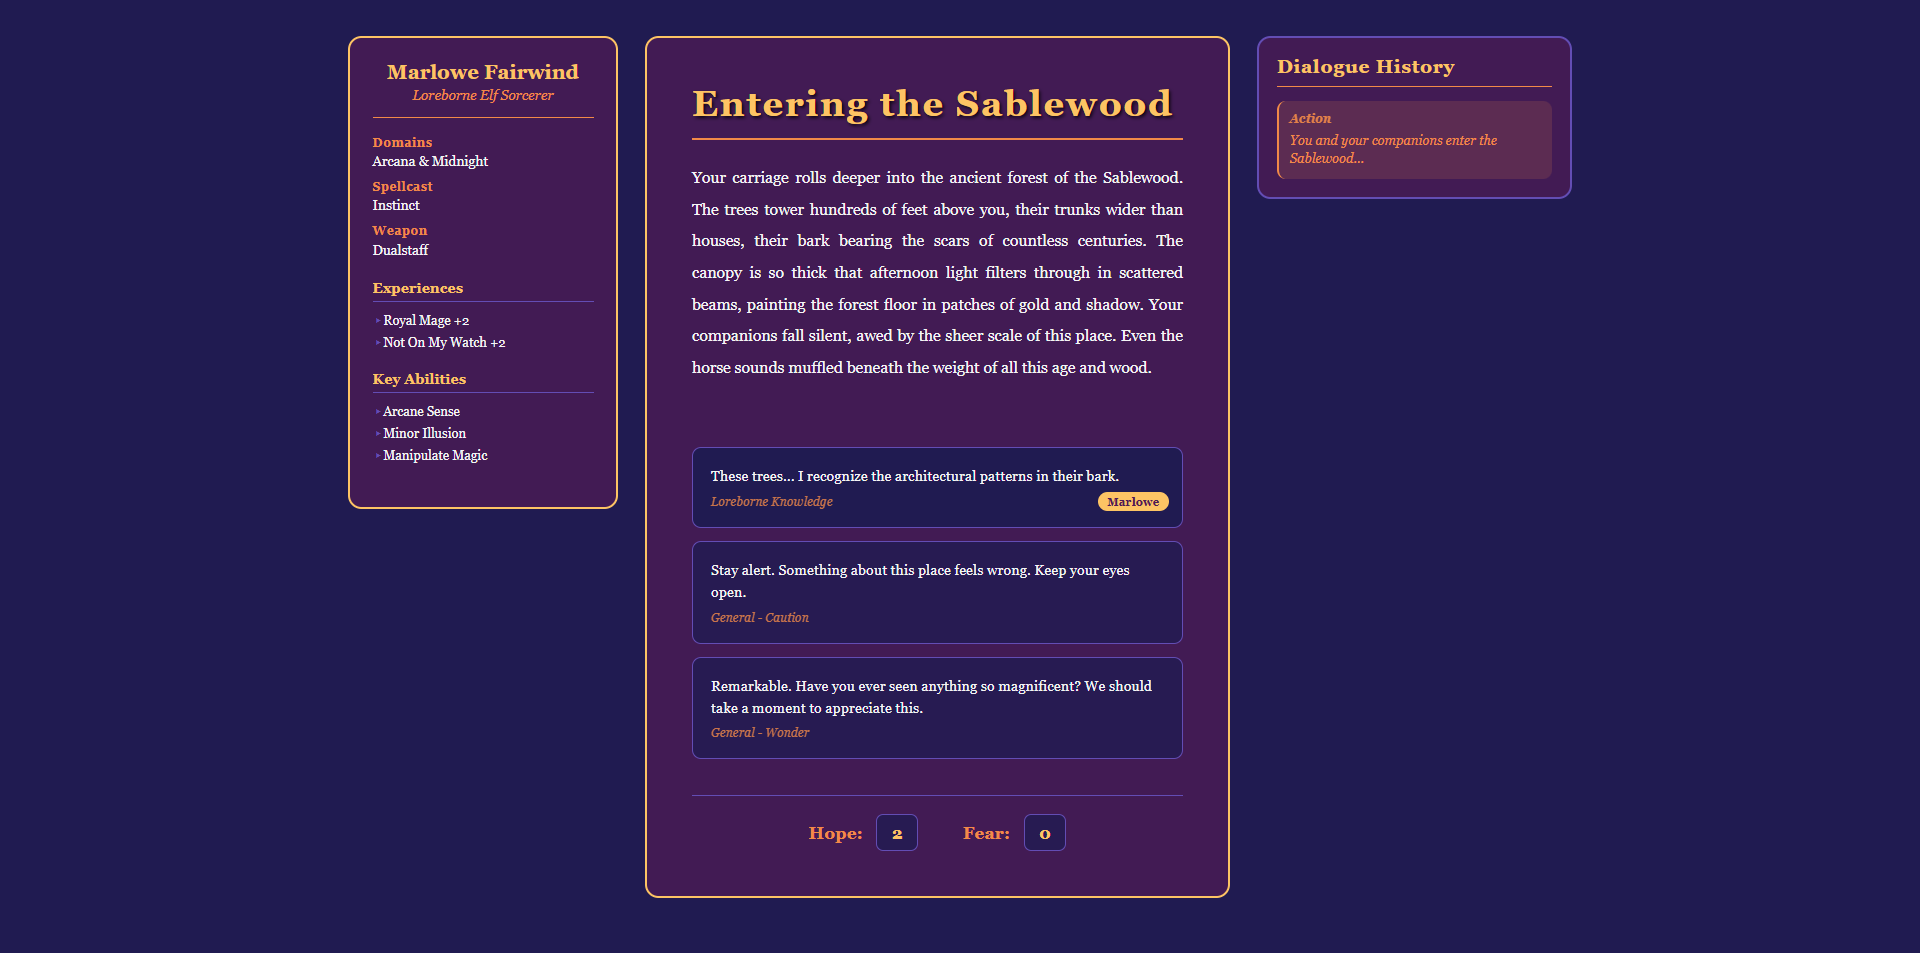 Marlowe Fairwind
Loreborne Elf Sorcerer
Domains
Arcana & Midnight
Spellcast
Instinct
Weapon
Dualstaff
Experiences
Royal Mage +2
Not On My Watch +2
Key Abilities
Arcane Sense
Minor Illusion
Manipulate Magic
Entering the Sablewood
Your carriage rolls deeper into the ancient forest of the Sablewood.
The trees tower hundreds of feet above you, their trunks wider than
houses, their bark bearing the scars of countless centuries. The
canopy is so thick that afternoon light filters through in scattered
beams, painting the forest floor in patches of gold and shadow. Your
companions fall silent, awed by the sheer scale of this place. Even the
horse sounds muffled beneath the weight of all this age and wood.
These trees... I recognize the architectural patterns in their bark.
Loreborne Knowledge
Marlowe
Stay alert. Something about this place feels wrong. Keep your eyes
open.
General - Caution
Remarkable. Have you ever seen anything so magnificent? We should
take a moment to appreciate this.
General - Wonder
Hope: 2 Fear: 0
Dialogue History
Action
You and your companions enter the
Sablewood...